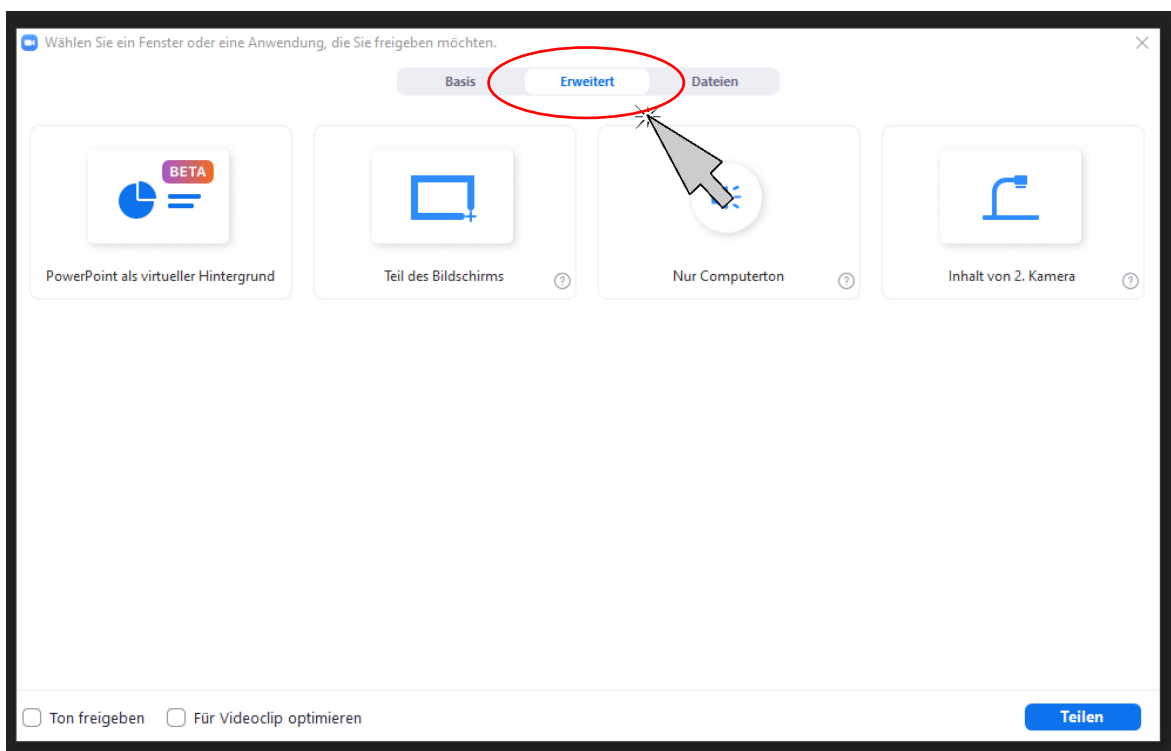 Wählen Sie ein Fenster oder eine Anwendung, die Sie freigeben möchten.
Basis Erweitert Dateien
BETA
PowerPoint als virtueller Hintergrund
Teil des Bildschirms ?
Nur Computerton ?
Inhalt von 2. Kamera ?
Ton freigeben Für Videoclip optimieren Teilen